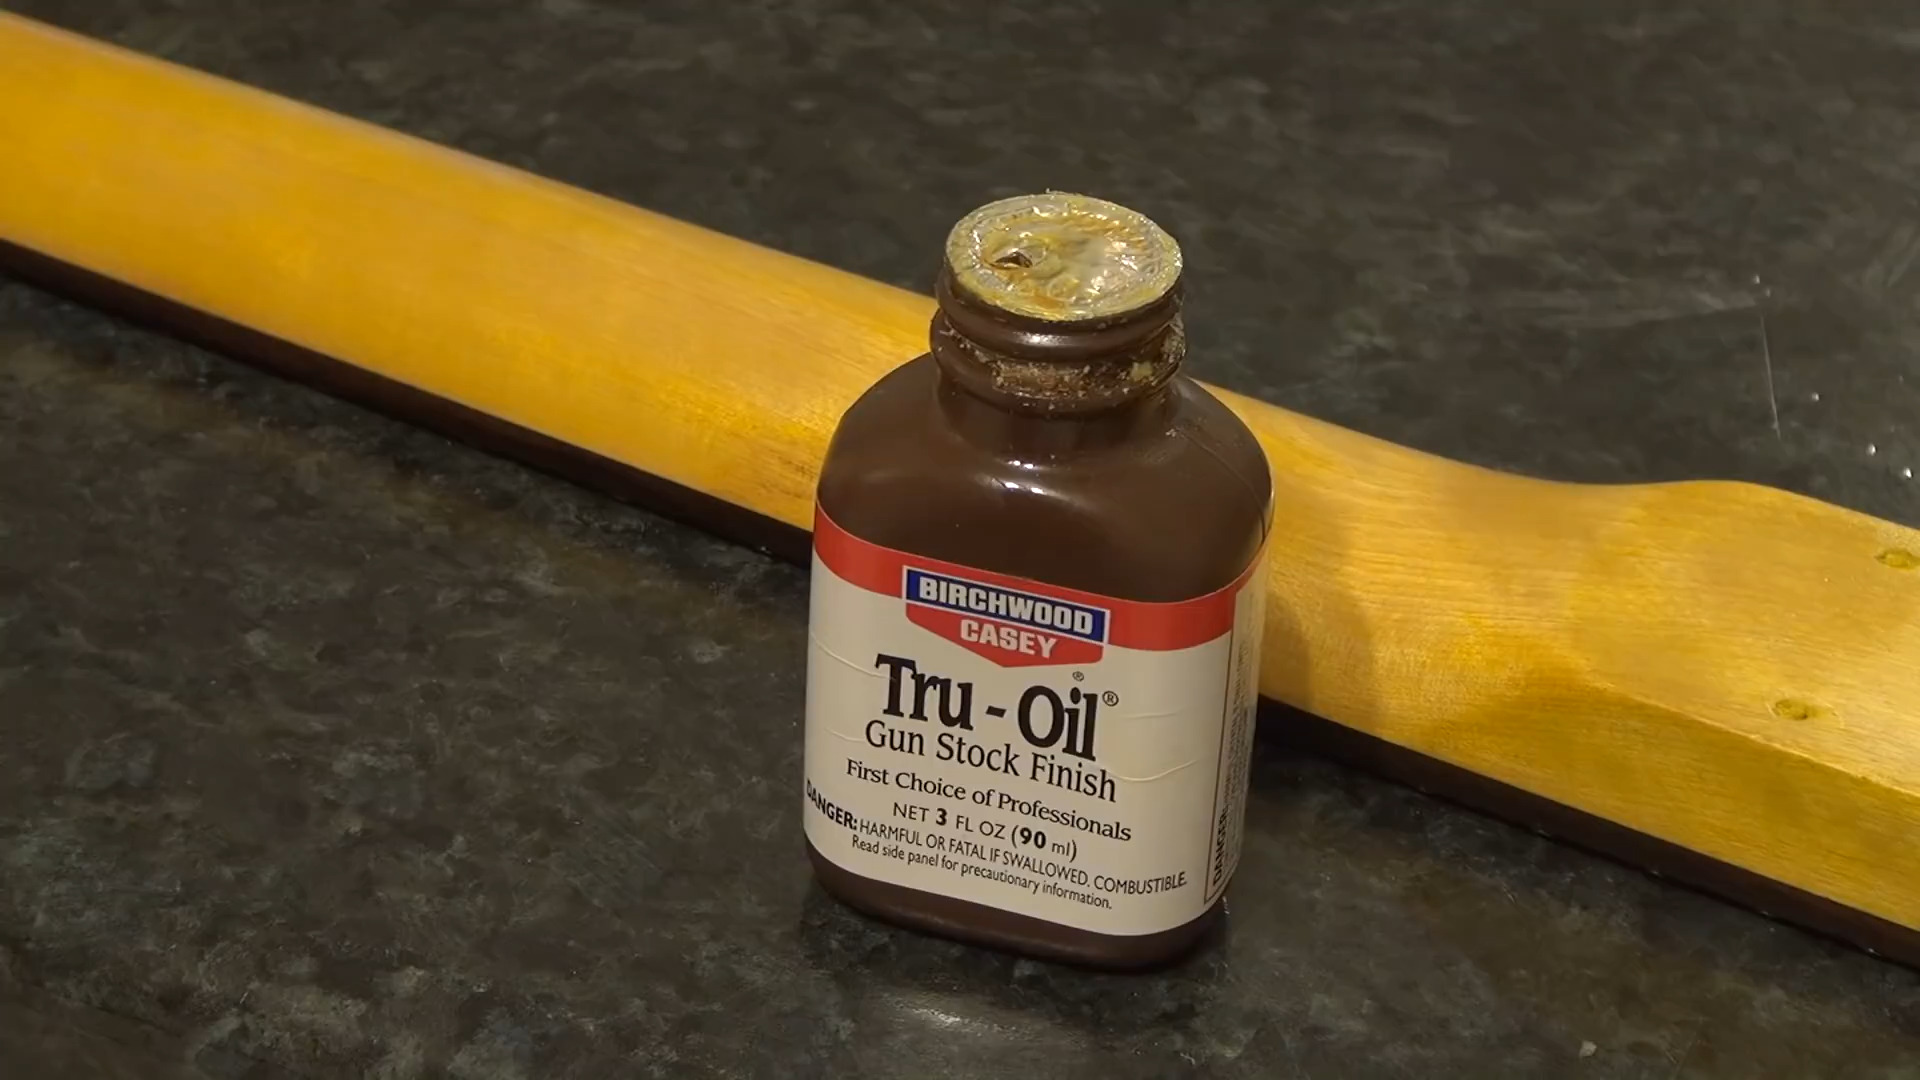 BIRCHWOOD
CASEY
Tru-Oil®
®
Gun Stock Finish
First Choice of Professionals
NET 3 FL OZ (90 ml)
DANGER: HARMFUL OR FATAL IF SWALLOWED. COMBUSTIBLE.
Read side panel for precautionary information.
DANGER: